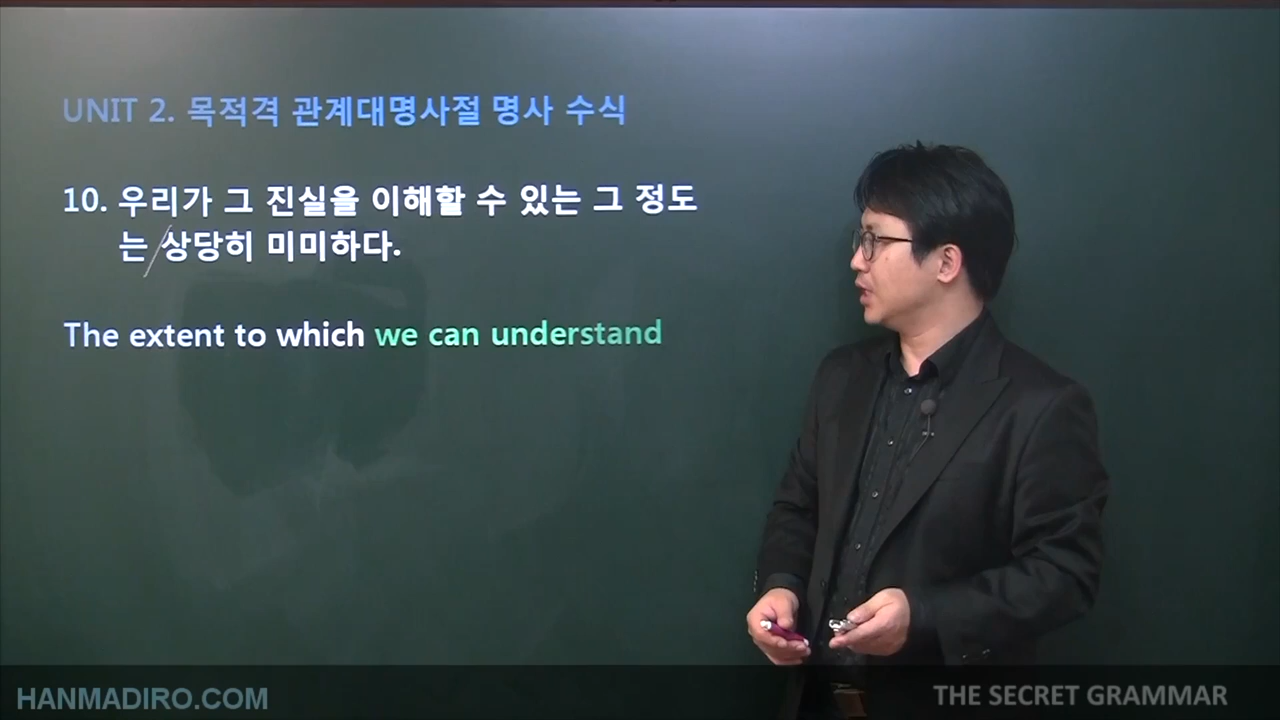 UNIT 2. 목적격 관계대명사절 명사 수식
10. 우리가 그 진실을 이해할 수 있는 그 정도
는 상당히 미미하다.
The extent to which we can understand
HANMADIRO.COM
THE SECRET GRAMMAR